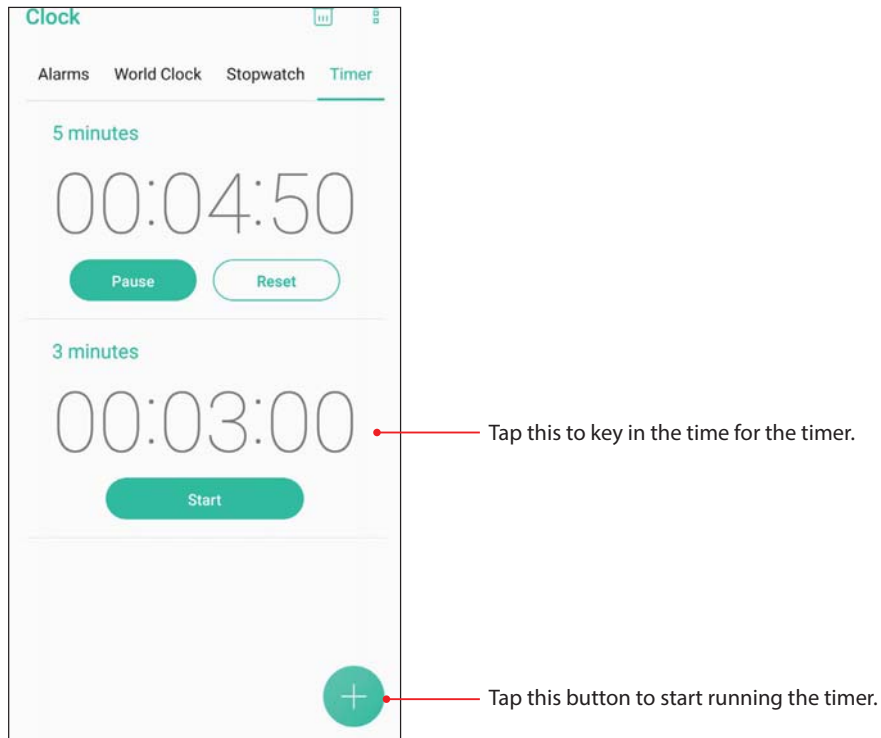 Clock
Alarms World Clock Stopwatch Timer
5 minutes
00:04:50
Pause Reset
3 minutes
00:03:00
Tap this to key in the time for the timer.
Start
Tap this button to start running the timer.